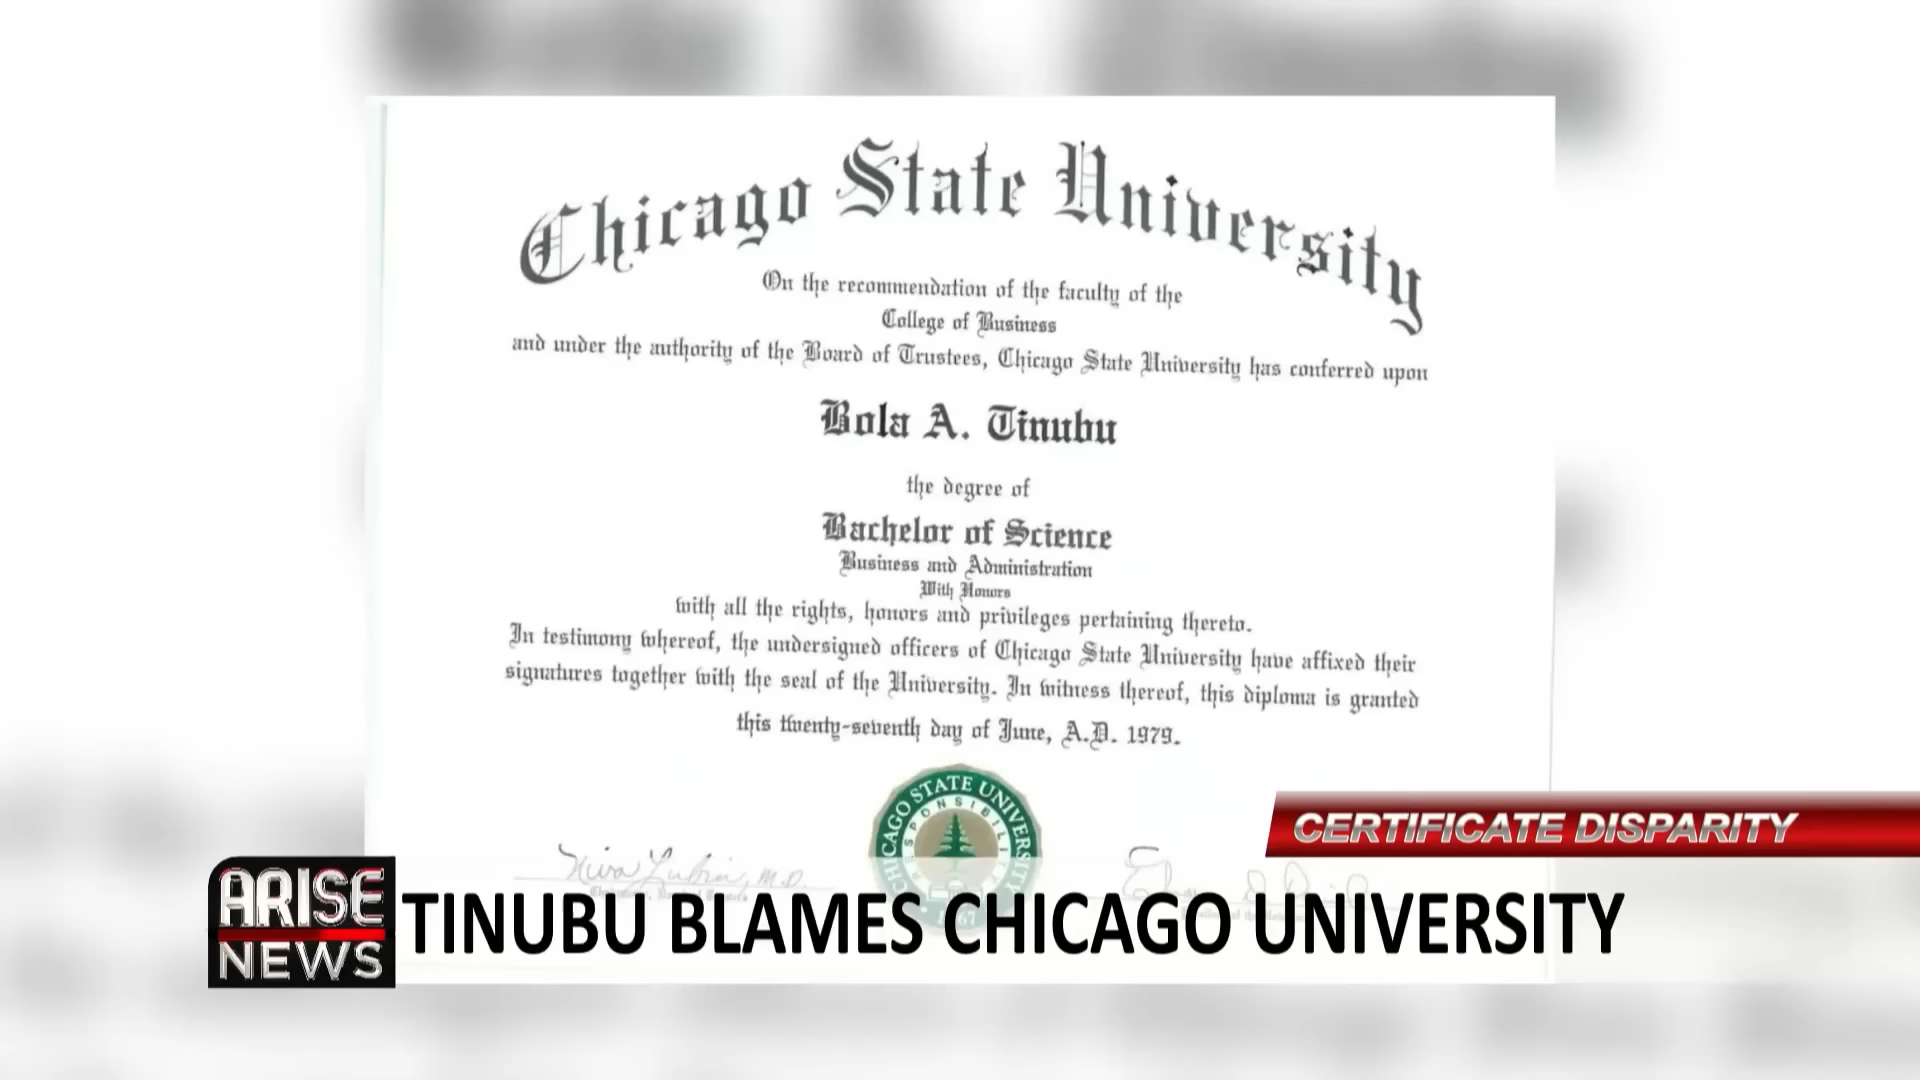 Chicago State University
On the recommendation of the faculty of the
College of Business
and under the authority of the Board of Trustees, Chicago State University has conferred upon
Bola A. Tinubu
the degree of
Bachelor of Science
Business and Administration
With Honors
with all the rights, honors and privileges pertaining thereto.
In testimony whereof, the undersigned officers of Chicago State University have affixed their
signatures together with the seal of the University. In witness thereof, this diploma is granted
this twenty-seventh day of June, A.D. 1979.
CHICAGO STATE UNIVERSITY
CERTIFICATE DISPARITY
ARISE
NEWS
TINUBU BLAMES CHICAGO UNIVERSITY